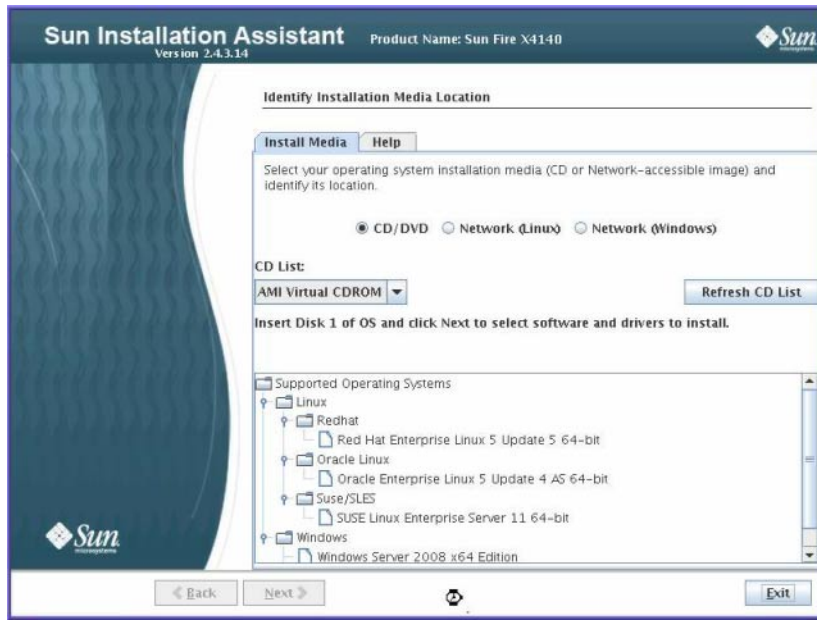 Sun Installation Assistant
Product Name: Sun Fire X4140
Version 2.4.3.14
Sun
microsystems
Identify Installation Media Location
Install Media Help
Select your operating system installation media (CD or Network-accessible image) and
identify its location.
CD/DVD Network (Linux) Network (Windows)
CD List:
AMI Virtual CDROM Refresh CD List
Insert Disk 1 of OS and click Next to select software and drivers to install.
Supported Operating Systems
Linux
Redhat
Red Hat Enterprise Linux 5 Update 5 64-bit
Oracle Linux
Oracle Enterprise Linux 5 Update 4 AS 64-bit
Suse/SLES
SUSE Linux Enterprise Server 11 64-bit
Windows
Windows Server 2008 x64 Edition
Sun
microsystems
Back Next Exit